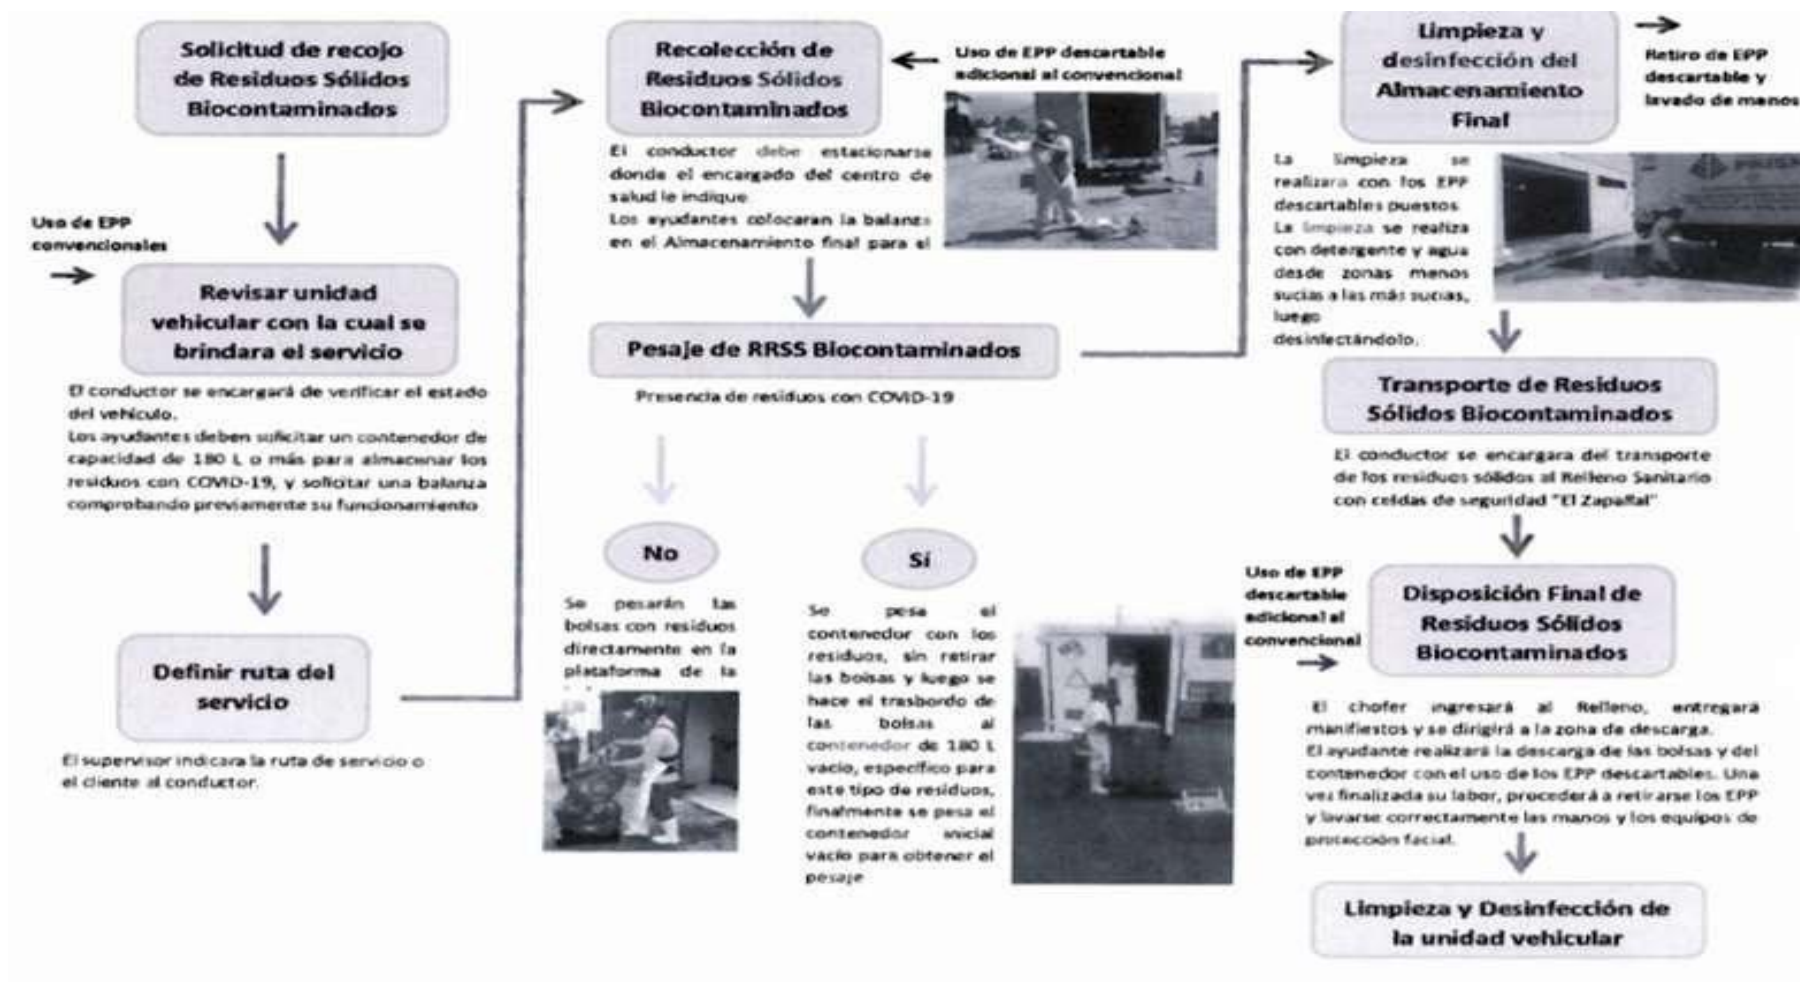 Solicitud de recojo
de Residuos Sólidos
Biocontaminados
Uso de EPP
convencionales
Revisar unidad
vehicular con la cual se
brindara el servicio
El conductor se encargará de verificar el estado
del vehículo.
Los ayudantes deben solicitar un contenedor de
capacidad de 180 L o más para almacenar los
residuos con COVID-19, y solicitar una balanza
comprobando previamente su funcionamiento
Definir ruta del
servicio
El supervisor indicara la ruta de servicio o
el cliente al conductor.
Recolección de
Residuos Sólidos
Biocontaminados
Uso de EPP descartable
adicional al convencional
El conductor debe estacionarse
donde el encargado del centro de
salud le indique
Los ayudantes colocaran la balanza
en el Almacenamiento final para el
Pesaje de RRSS Biocontaminados
Presencia de residuos con COVID-19
No
Se pesarán las
bolsas con residuos
directamente en la
plataforma de la
Sí
Se pesa el
contenedor con los
residuos, sin retirar
las bolsas y luego se
hace el trasbordo de
las bolsas al
contenedor de 180 L
vacío, específico para
este tipo de residuos,
finalmente se pesa el
contenedor inicial
vacío para obtener el
pesaje
Limpieza y
desinfección del
Almacenamiento
Final
Retiro de EPP
descartable y
lavado de manos
La limpieza se
realizara con los EPP
descartables puestos
La limpieza se realiza
con detergente y agua
desde zonas menos
sucias a las más sucias,
luego
desinfectándolo.
Transporte de Residuos
Sólidos Biocontaminados
El conductor se encargara del transporte
de los residuos sólidos al Relleno Sanitario
con celdas de seguridad "El Zapallal"
Uso de EPP
descartable
adicional al
convencional
Disposición Final de
Residuos Sólidos
Biocontaminados
El chofer ingresará al Relleno, entregará
manifiestos y se dirigirá a la zona de descarga.
El ayudante realizará la descarga de las bolsas y del
contenedor con el uso de los EPP descartables. Una
vez finalizada su labor, procederá a retirarse los EPP
y lavarse correctamente las manos y los equipos de
protección facial.
Limpieza y Desinfección de
la unidad vehicular